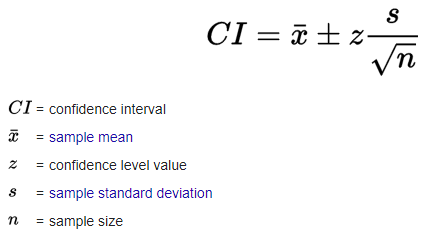 CI = x̄ ± z s/√n
CI = confidence interval
x̄ = sample mean
z = confidence level value
s = sample standard deviation
n = sample size